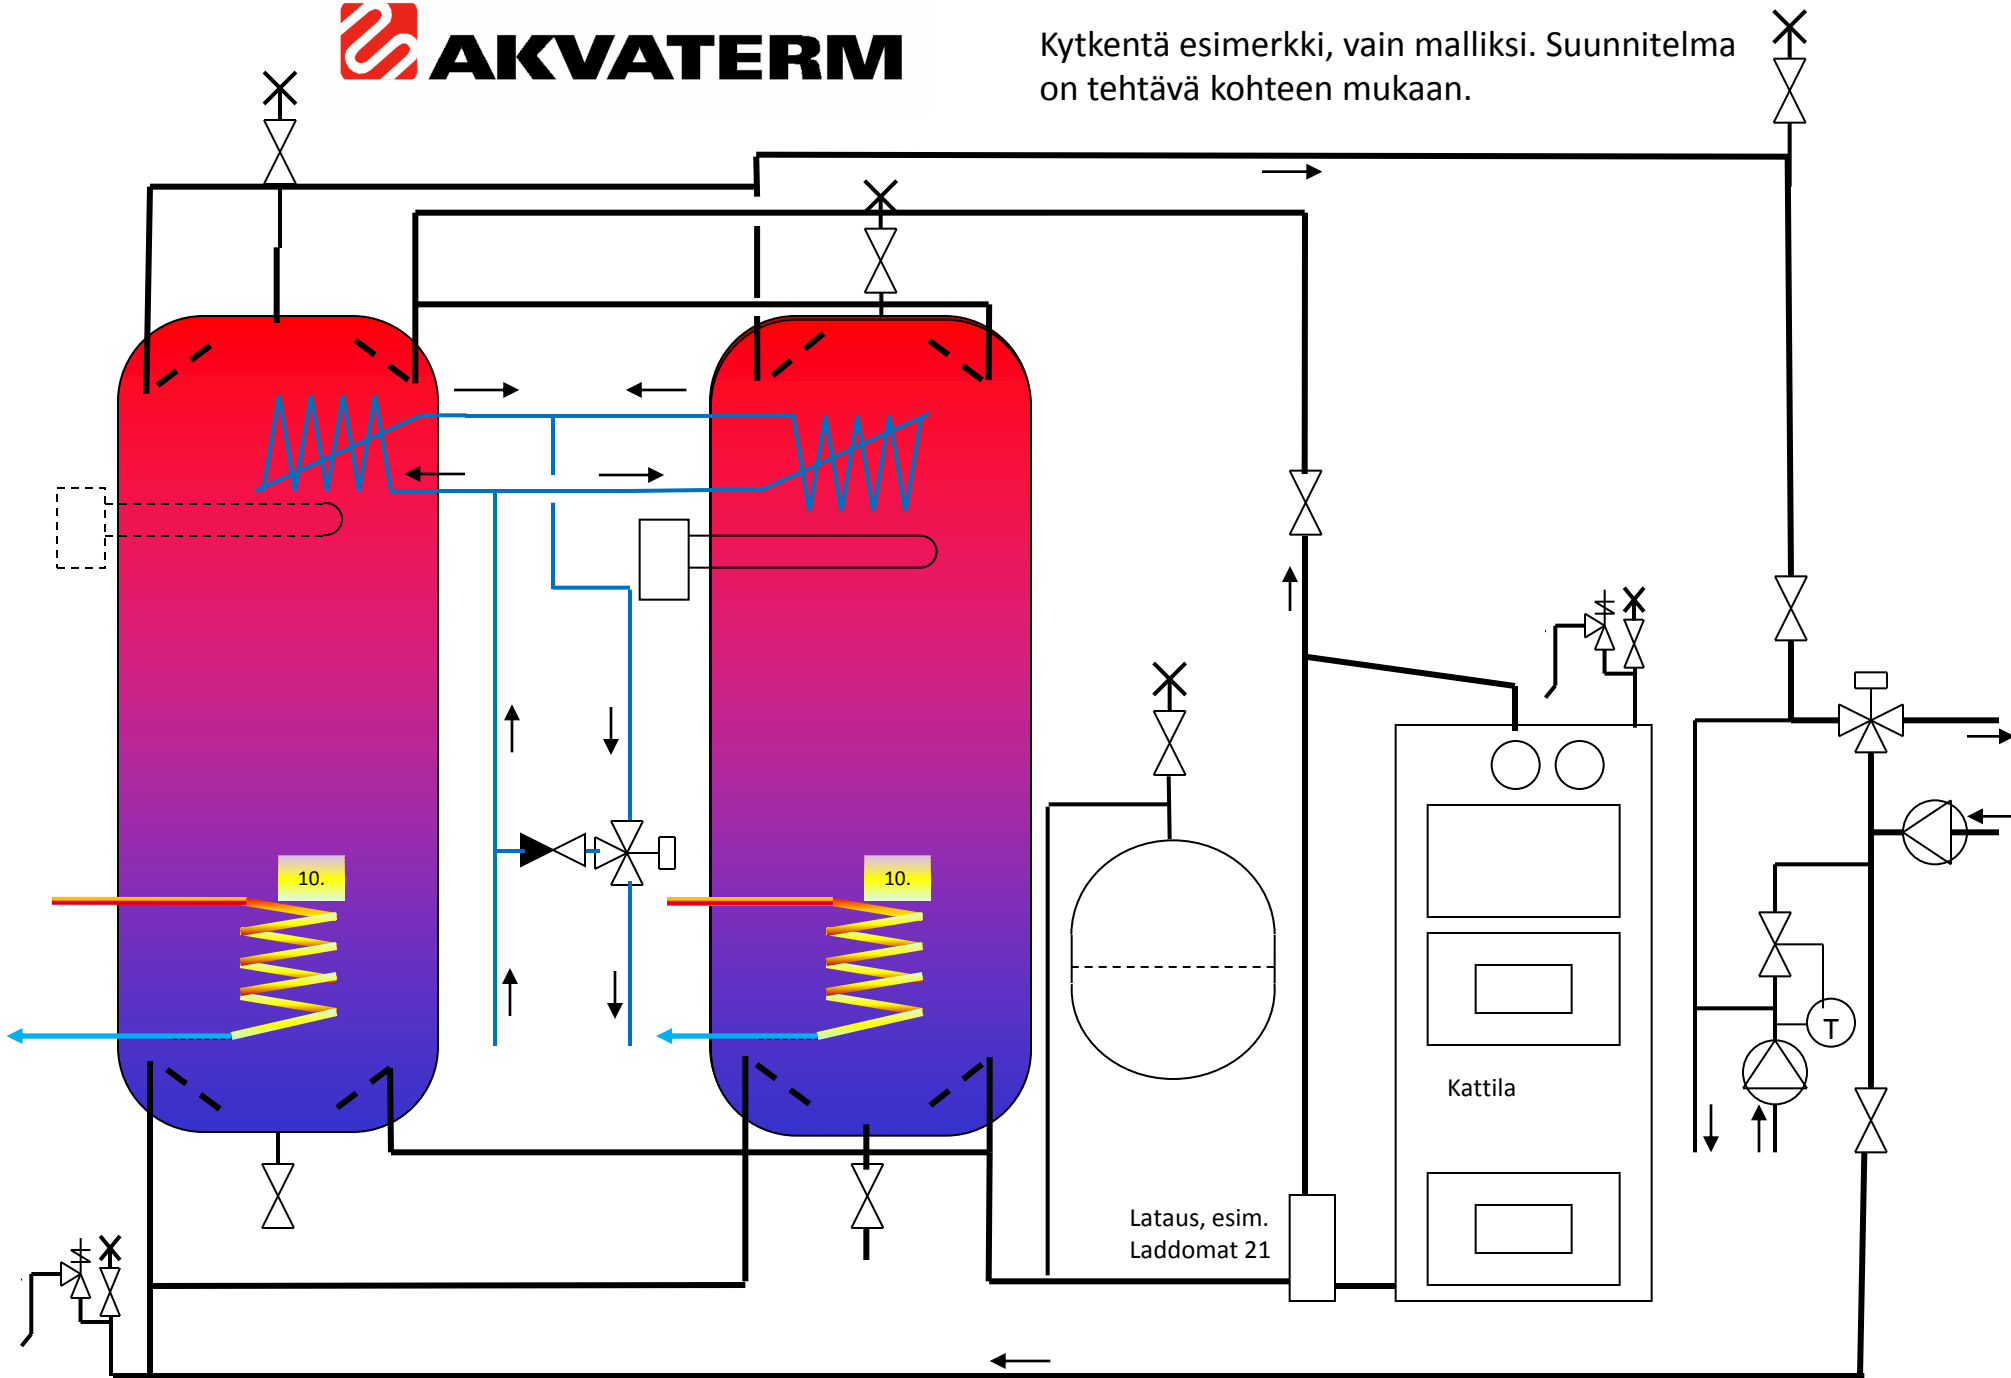 AKVATERM
Kytkentä esimerkki, vain malliksi. Suunnitelma
on tehtävä kohteen mukaan.
10.
10.
T
Kattila
Lataus, esim.
Laddomat 21